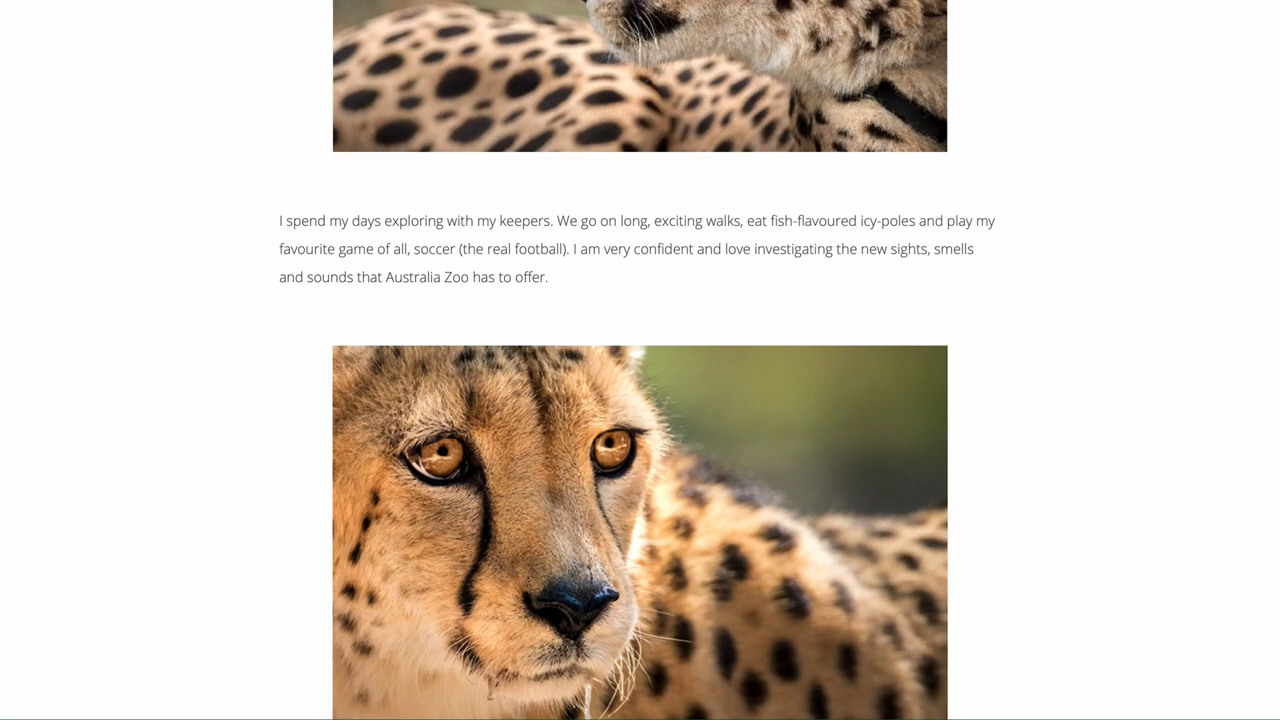 I spend my days exploring with my keepers. We go on long, exciting walks, eat fish-flavoured icy-poles and play my
favourite game of all, soccer (the real football). I am very confident and love investigating the new sights, smells
and sounds that Australia Zoo has to offer.